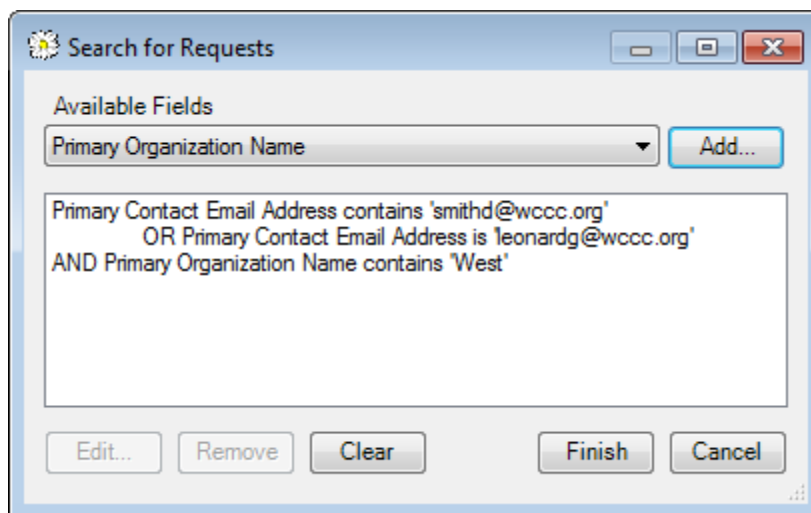 Search for Requests
Available Fields
Primary Organization Name
Add...
Primary Contact Email Address contains 'smithd@wccc.org'
OR Primary Contact Email Address is 'leonardg@wccc.org'
AND Primary Organization Name contains 'West'
Edit... Remove Clear Finish Cancel